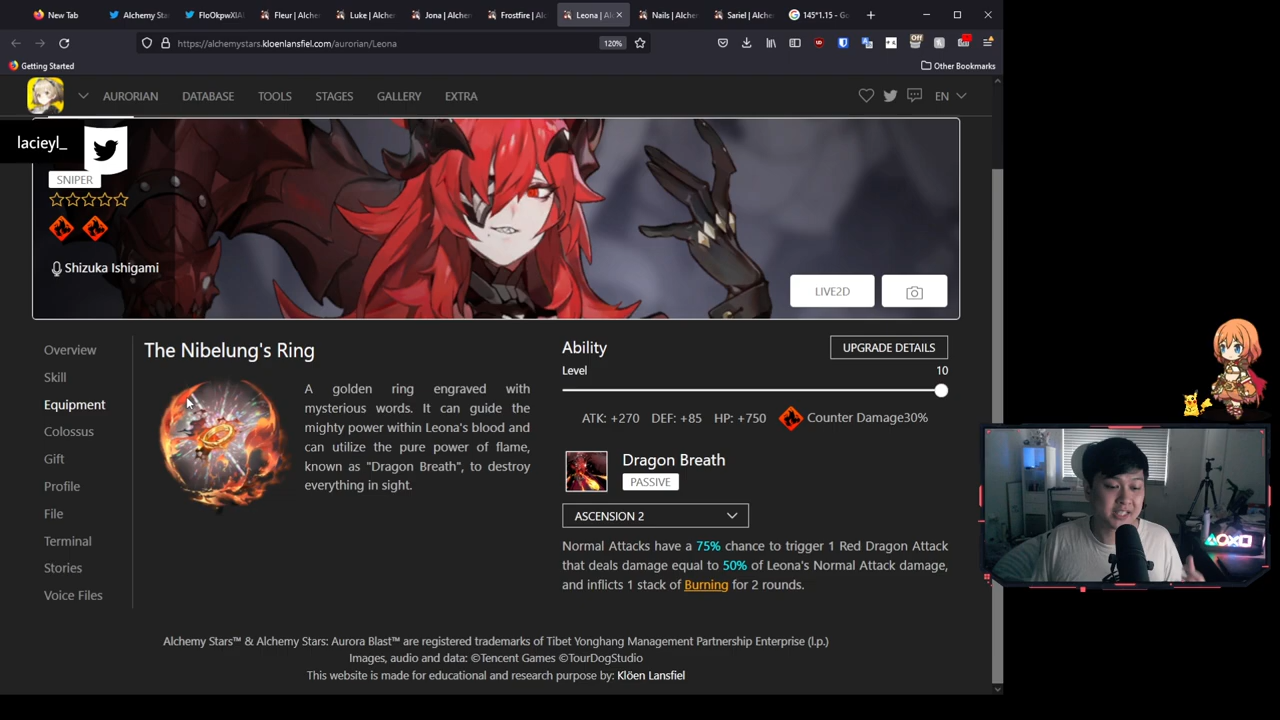 New Tab
Alchemy Sta
FloOkpwXlAI
Fleur | Alche
Luke | Alchem
Jona | Alchen
Frostfire | Al
Leona | Al
Nails | Alcher
Sariel | Alche
145*1.15 - Go
https://alchemystars.kloenlansfiel.com/aurorian/Leona
120%
Off
Getting Started
Other Bookmarks
AURORIAN
DATABASE
TOOLS
STAGES
GALLERY
EXTRA
EN
lacieyl_
SNIPER
Shizuka Ishigami
LIVE2D
Overview
Skill
Equipment
Colossus
Gift
Profile
File
Terminal
Stories
Voice Files
The Nibelung's Ring
A golden ring engraved with
mysterious words. It can guide the
mighty power within Leona's blood and
can utilize the pure power of flame,
known as "Dragon Breath", to destroy
everything in sight.
Ability
UPGRADE DETAILS
Level
10
ATK: +270 DEF: +85 HP: +750 Counter Damage30%
Dragon Breath
PASSIVE
ASCENSION 2
Normal Attacks have a 75% chance to trigger 1 Red Dragon Attack
that deals damage equal to 50% of Leona's Normal Attack damage,
and inflicts 1 stack of Burning for 2 rounds.
Alchemy Stars™ & Alchemy Stars: Aurora Blast™ are registered trademarks of Tibet Yonghang Management Partnership Enterprise (l.p.)
Images, audio and data: ©Tencent Games ©TourDogStudio
This website is made for educational and research purpose by: Klöen Lansfiel